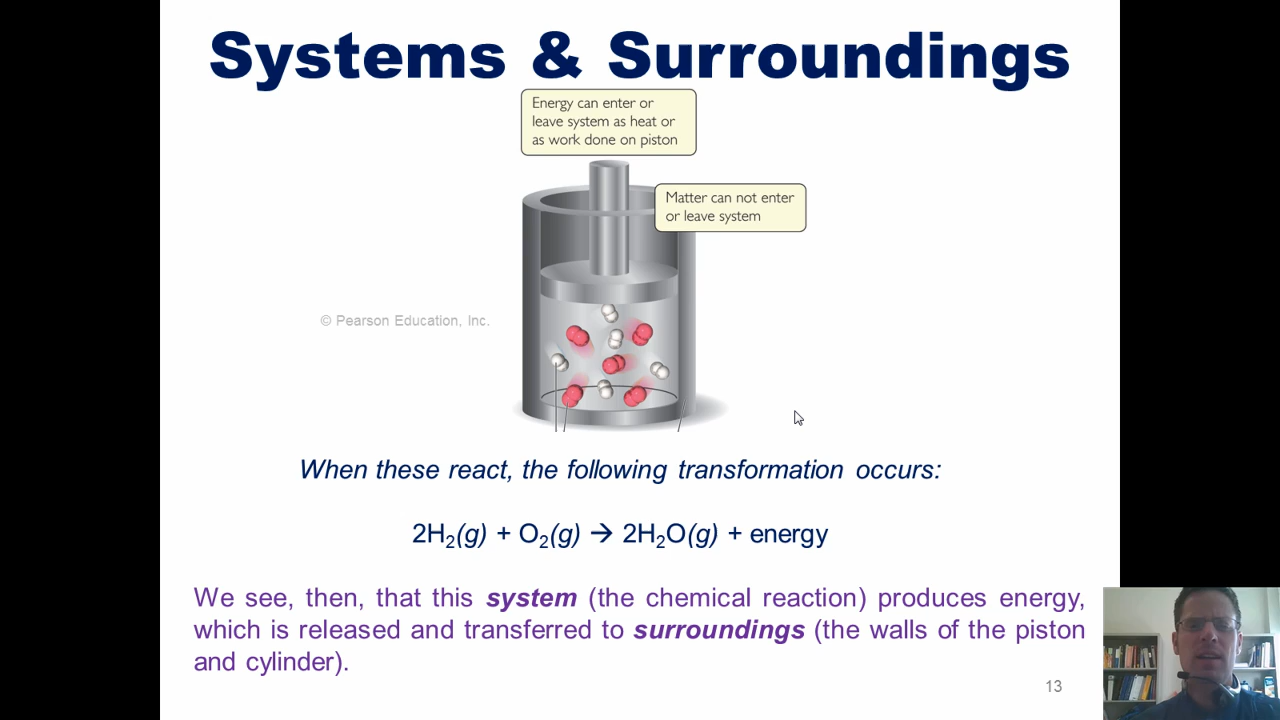 Systems & Surroundings
Energy can enter or
leave system as heat or
as work done on piston
Matter can not enter
or leave system
© Pearson Education, Inc.
When these react, the following transformation occurs:
2H₂(g) + O₂(g) → 2H₂O(g) + energy
We see, then, that this system (the chemical reaction) produces energy,
which is released and transferred to surroundings (the walls of the piston
and cylinder).
13